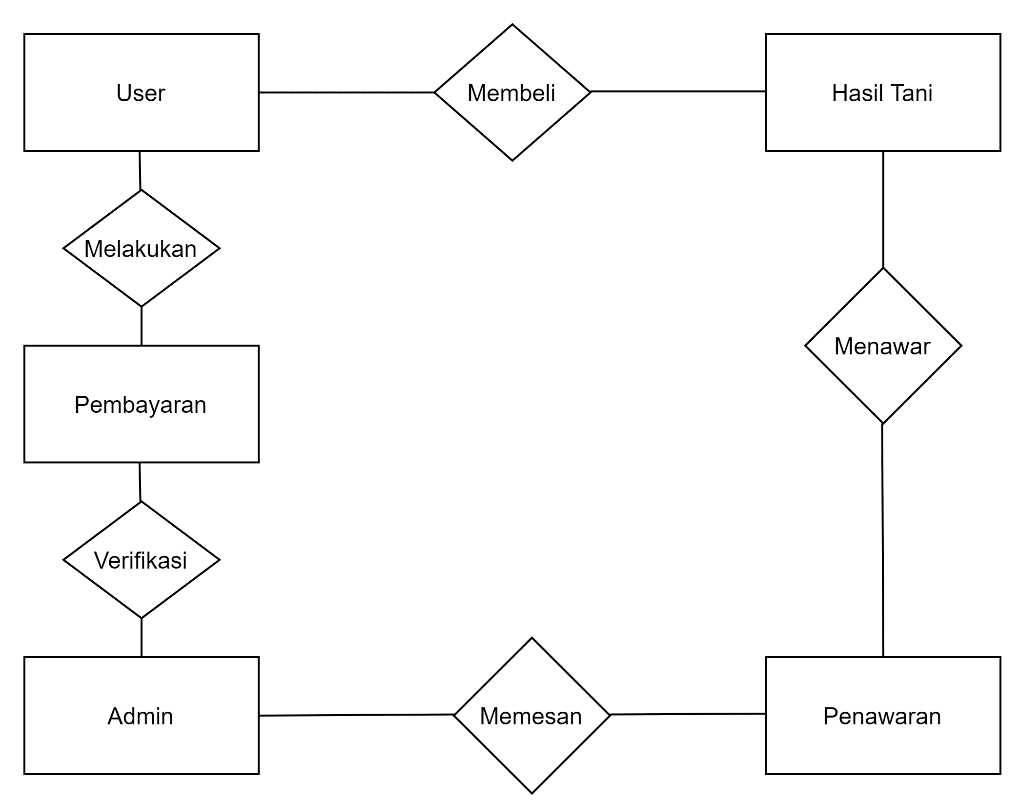 User
Membeli
Hasil Tani
Melakukan
Menawar
Pembayaran
Verifikasi
Admin
Memesan
Penawaran